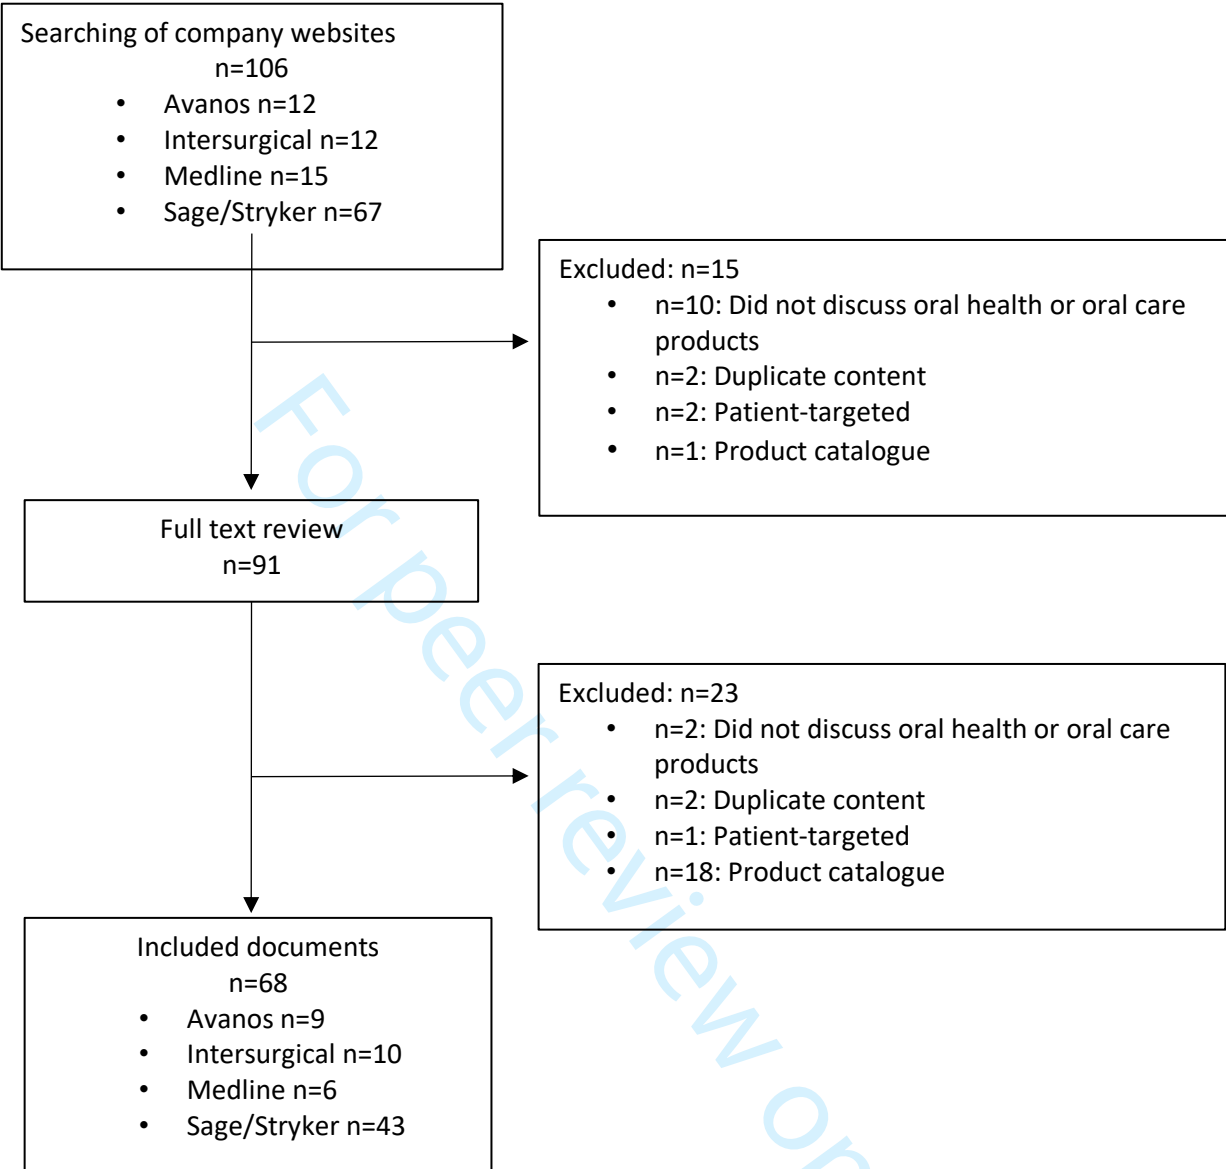 Searching of company websites
n=106
• Avanos n=12
• Intersurgical n=12
• Medline n=15
• Sage/Stryker n=67
Excluded: n=15
• n=10: Did not discuss oral health or oral care
products
• n=2: Duplicate content
• n=2: Patient-targeted
• n=1: Product catalogue
Full text review
n=91
Excluded: n=23
• n=2: Did not discuss oral health or oral care
products
• n=2: Duplicate content
• n=1: Patient-targeted
• n=18: Product catalogue
Included documents
n=68
• Avanos n=9
• Intersurgical n=10
• Medline n=6
• Sage/Stryker n=43
For peer review on